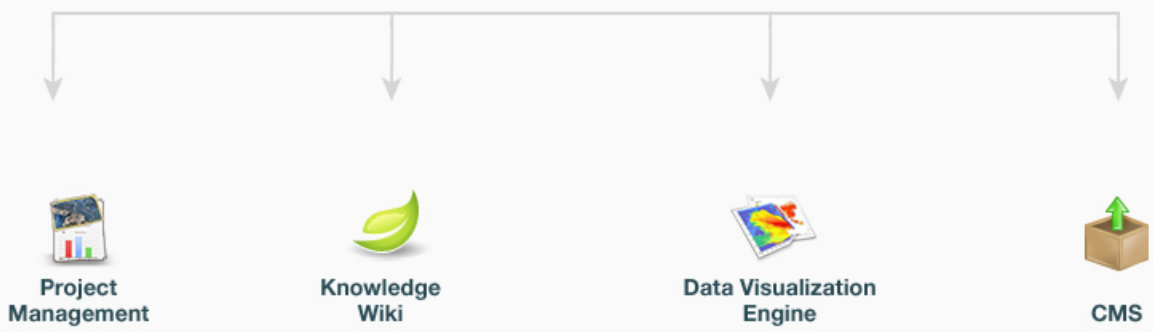 Project
Management
Knowledge
Wiki
Data Visualization
Engine
CMS